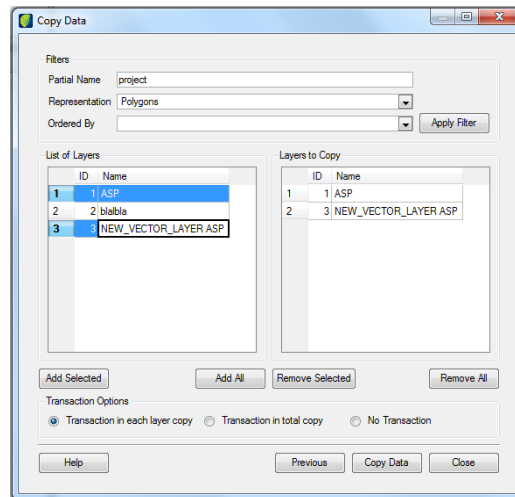 Copy Data
Filters
Partial Name project
Representation Polygons
Ordered By Apply Filter
List of Layers
ID Name
1 1 ASP
2 2 blalbla
3 3 NEW_VECTOR_LAYER ASP
Layers to Copy
ID Name
1 1 ASP
2 3 NEW_VECTOR_LAYER ASP
Add Selected Add All Remove Selected Remove All
Transaction Options
Transaction in each layer copy Transaction in total copy No Transaction
Help Previous Copy Data Close